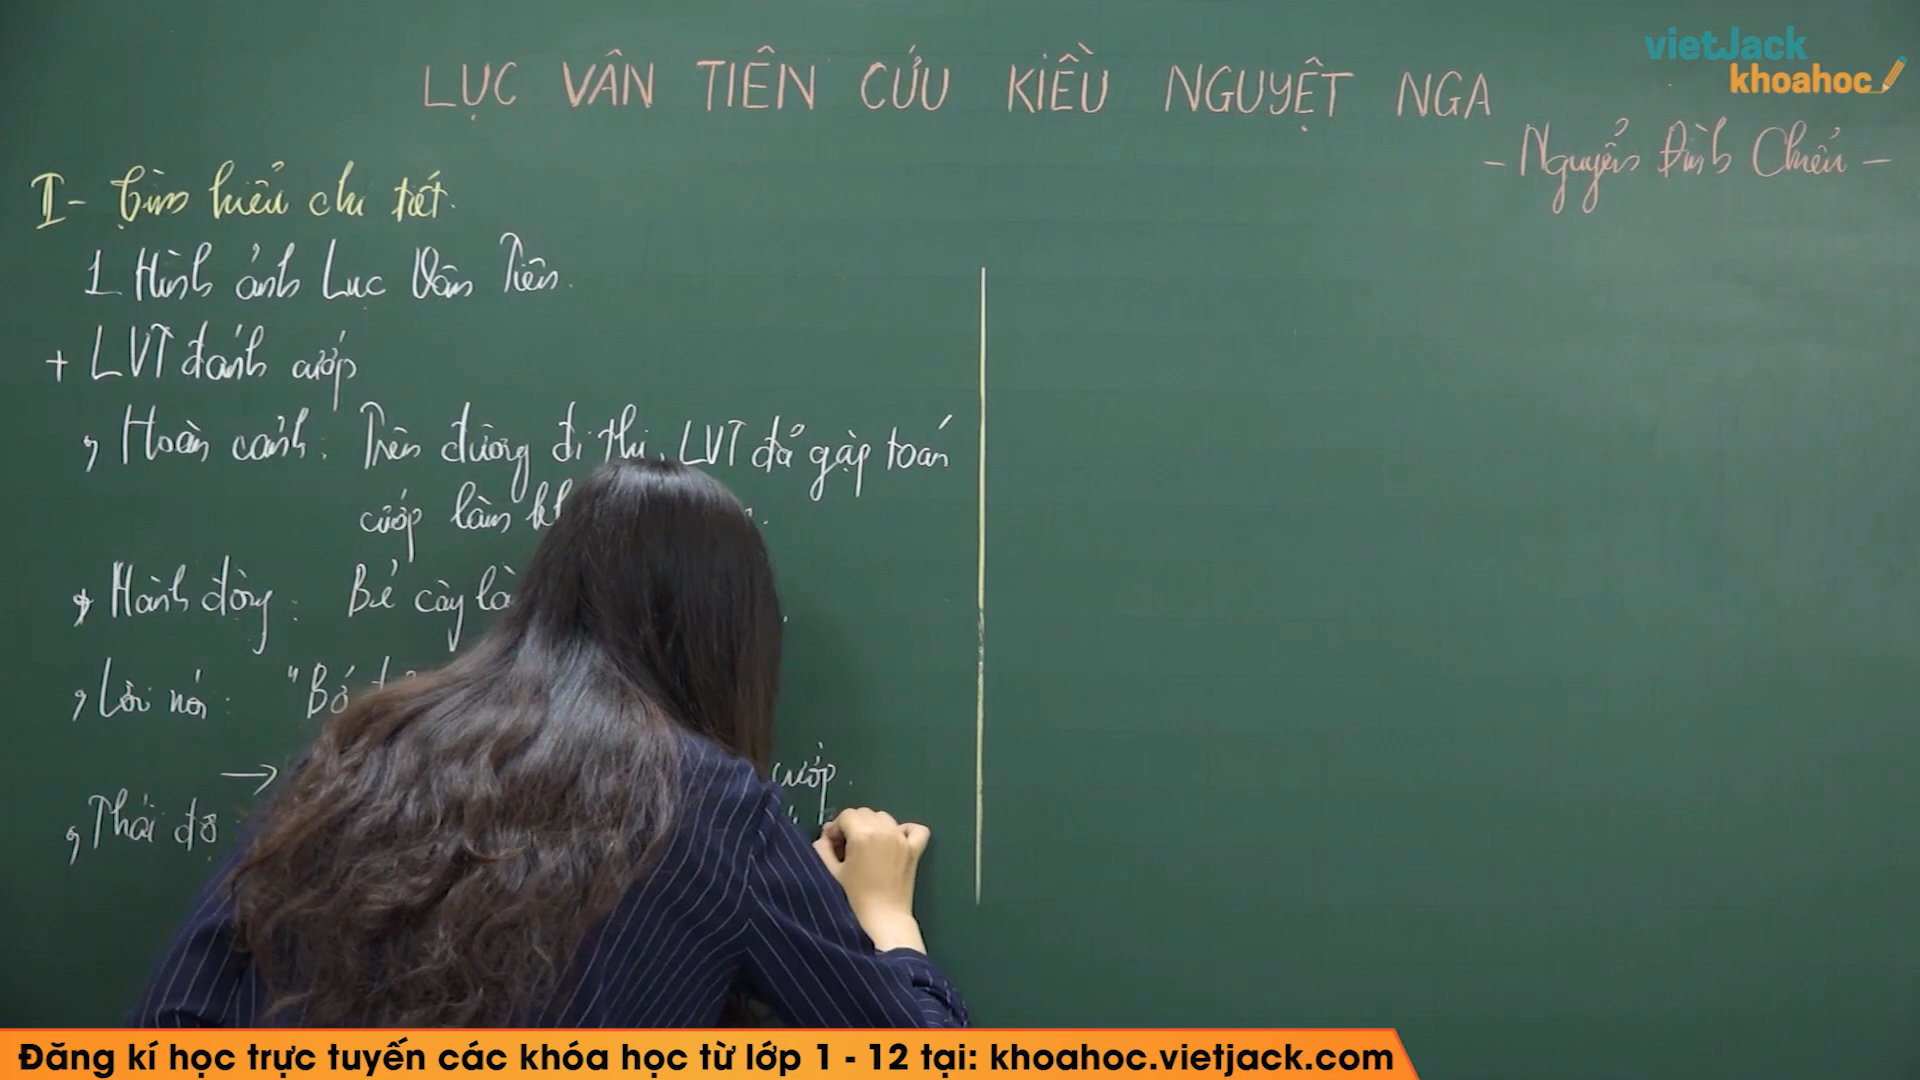 vietJack
khoahoc
LỤC VÂN TIÊN CỨU KIỀU NGUYỆT NGA
- Nguyễn Đình Chiểu -
I- Tìm hiểu chi tiết.
1. Hình ảnh Lục Vân Tiên.
+ LVT đánh cướp
, Hoàn cảnh: Trên đường đi thi, LVT đã gặp toán
cướp làm
, Hành động: Bẻ cây là
, Lời nói: "Bớ
→ cướp.
, Thái độ
Đăng kí học trực tuyến các khóa học từ lớp 1 - 12 tại: khoahoc.vietjack.com